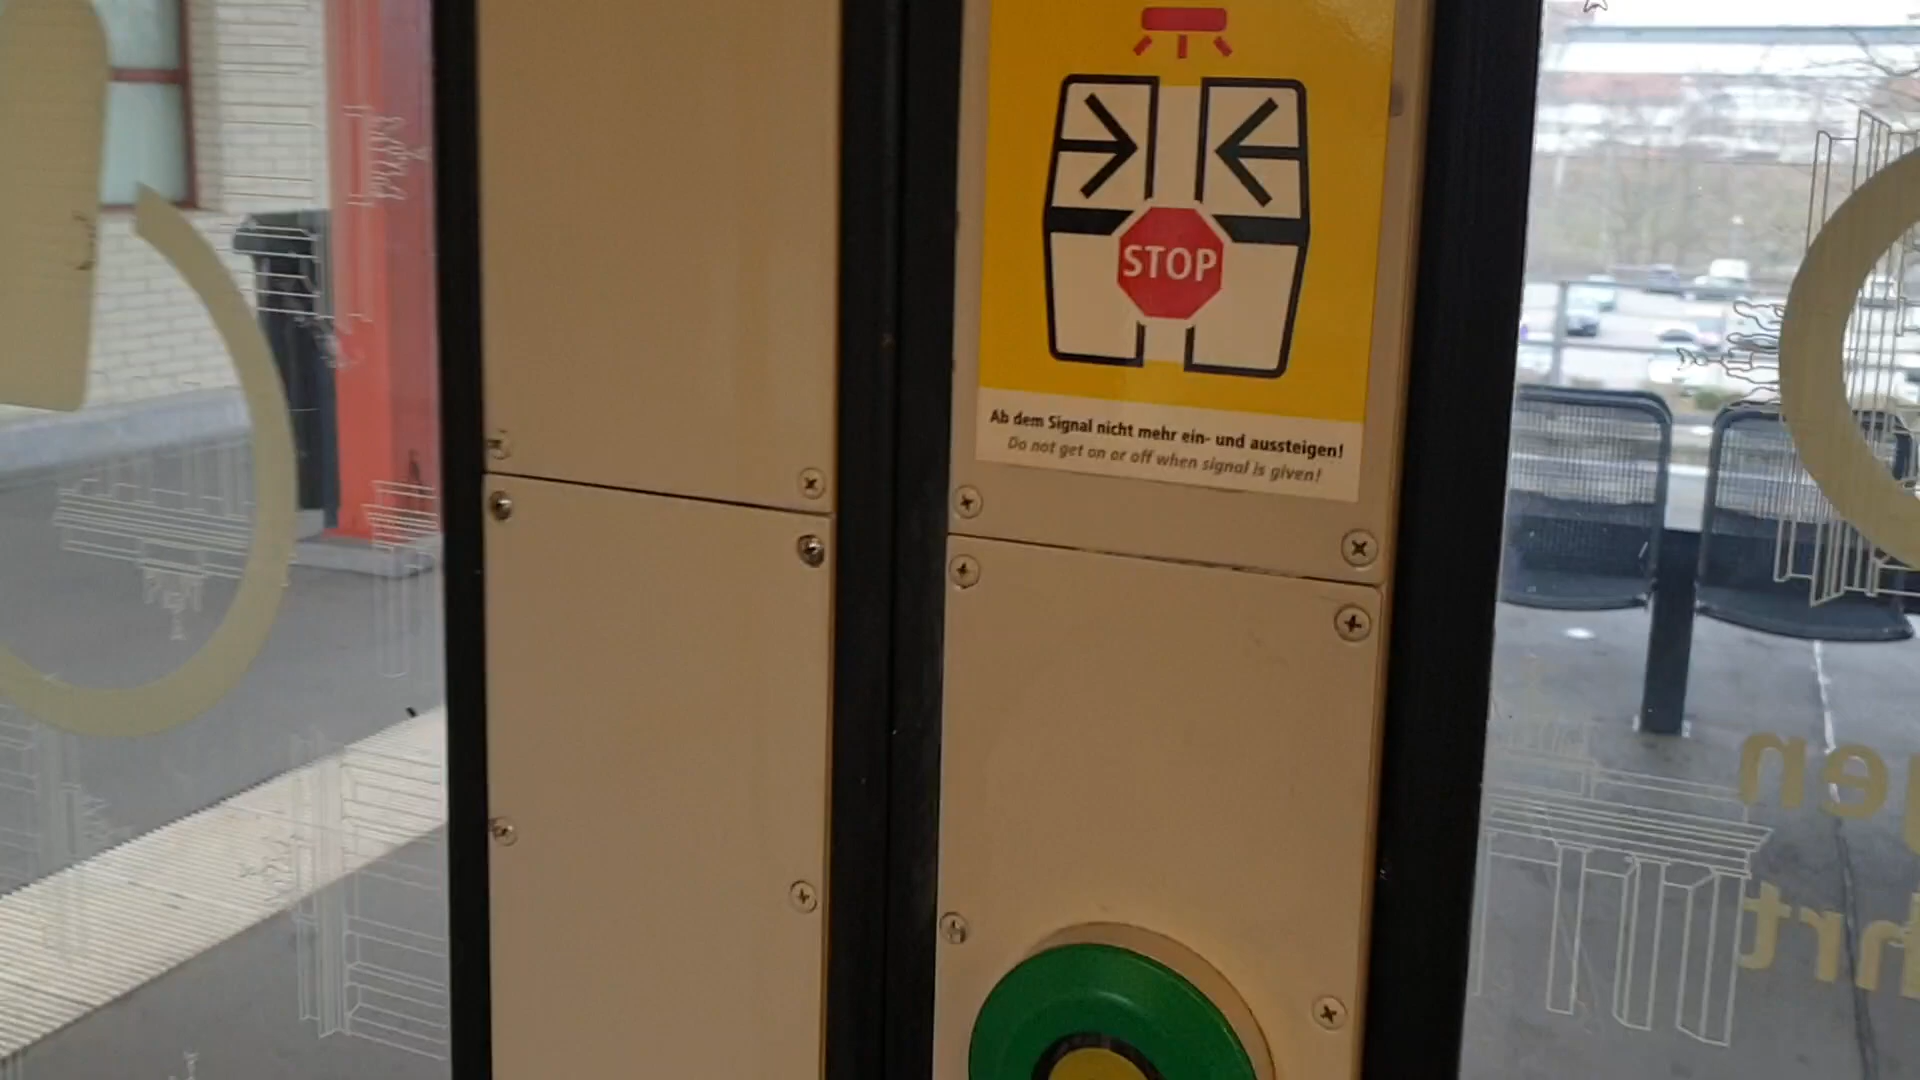 STOP
Ab dem Signal nicht mehr ein- und aussteigen!
Do not get on or off when signal is given!